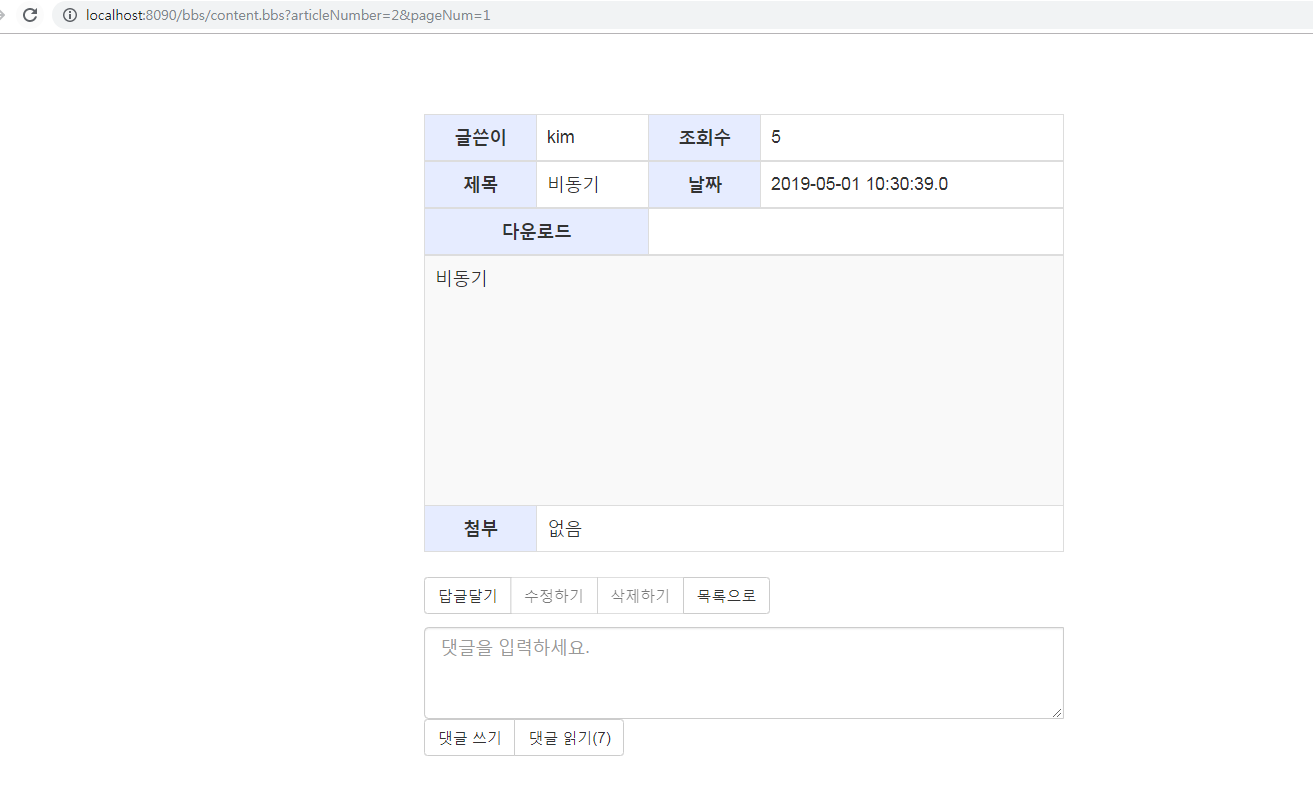 localhost:8090/bbs/content.bbs?articleNumber=2&pageNum=1
글쓴이 kim 조회수 5
제목 비동기 날짜 2019-05-01 10:30:39.0
다운로드
비동기
첨부 없음
답글달기 수정하기 삭제하기 목록으로
댓글을 입력하세요.
댓글 쓰기 댓글 읽기(7)